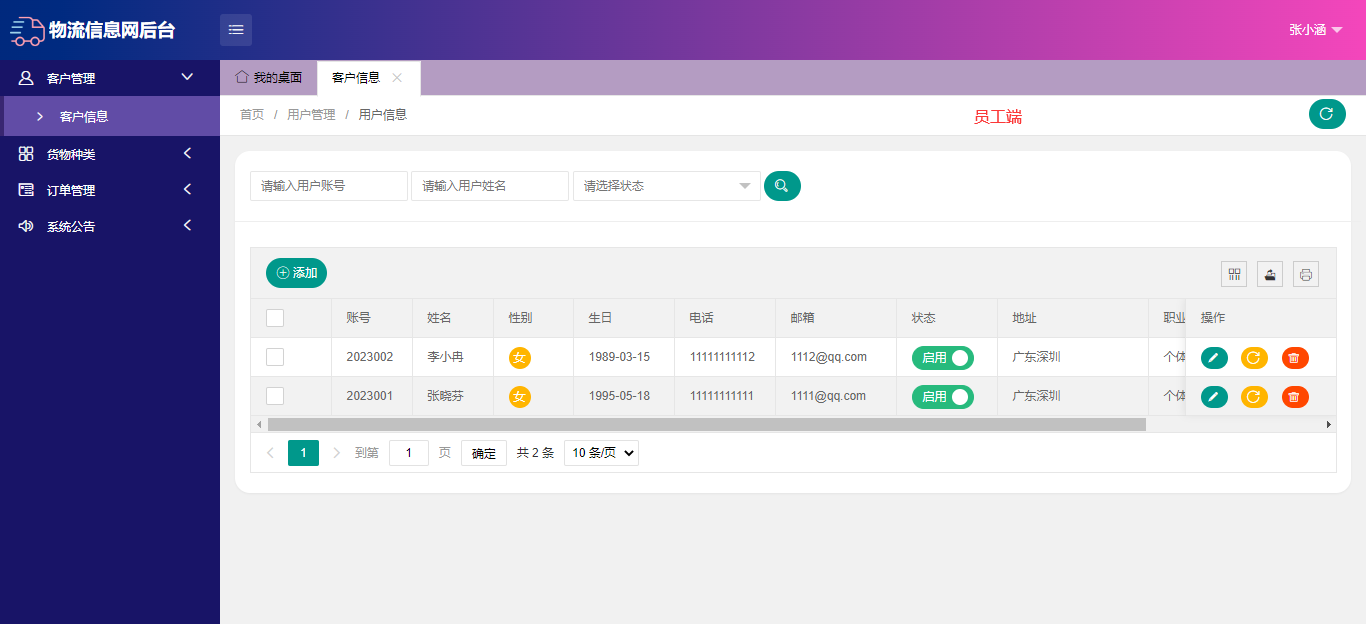 物流信息网后台
张小涵
客户管理
客户信息
货物种类
订单管理
系统公告
我的桌面
客户信息
首页 / 用户管理 / 用户信息
员工端
请输入用户账号
请输入用户姓名
请选择状态
添加
账号 姓名 性别 生日 电话 邮箱 状态 地址 职业 操作
2023002 李小冉 女 1989-03-15 11111111112 1112@qq.com 启用 广东深圳 个体
2023001 张晓芬 女 1995-05-18 11111111111 1111@qq.com 启用 广东深圳 个体
1 到第 1 页 确定 共 2 条 10 条/页